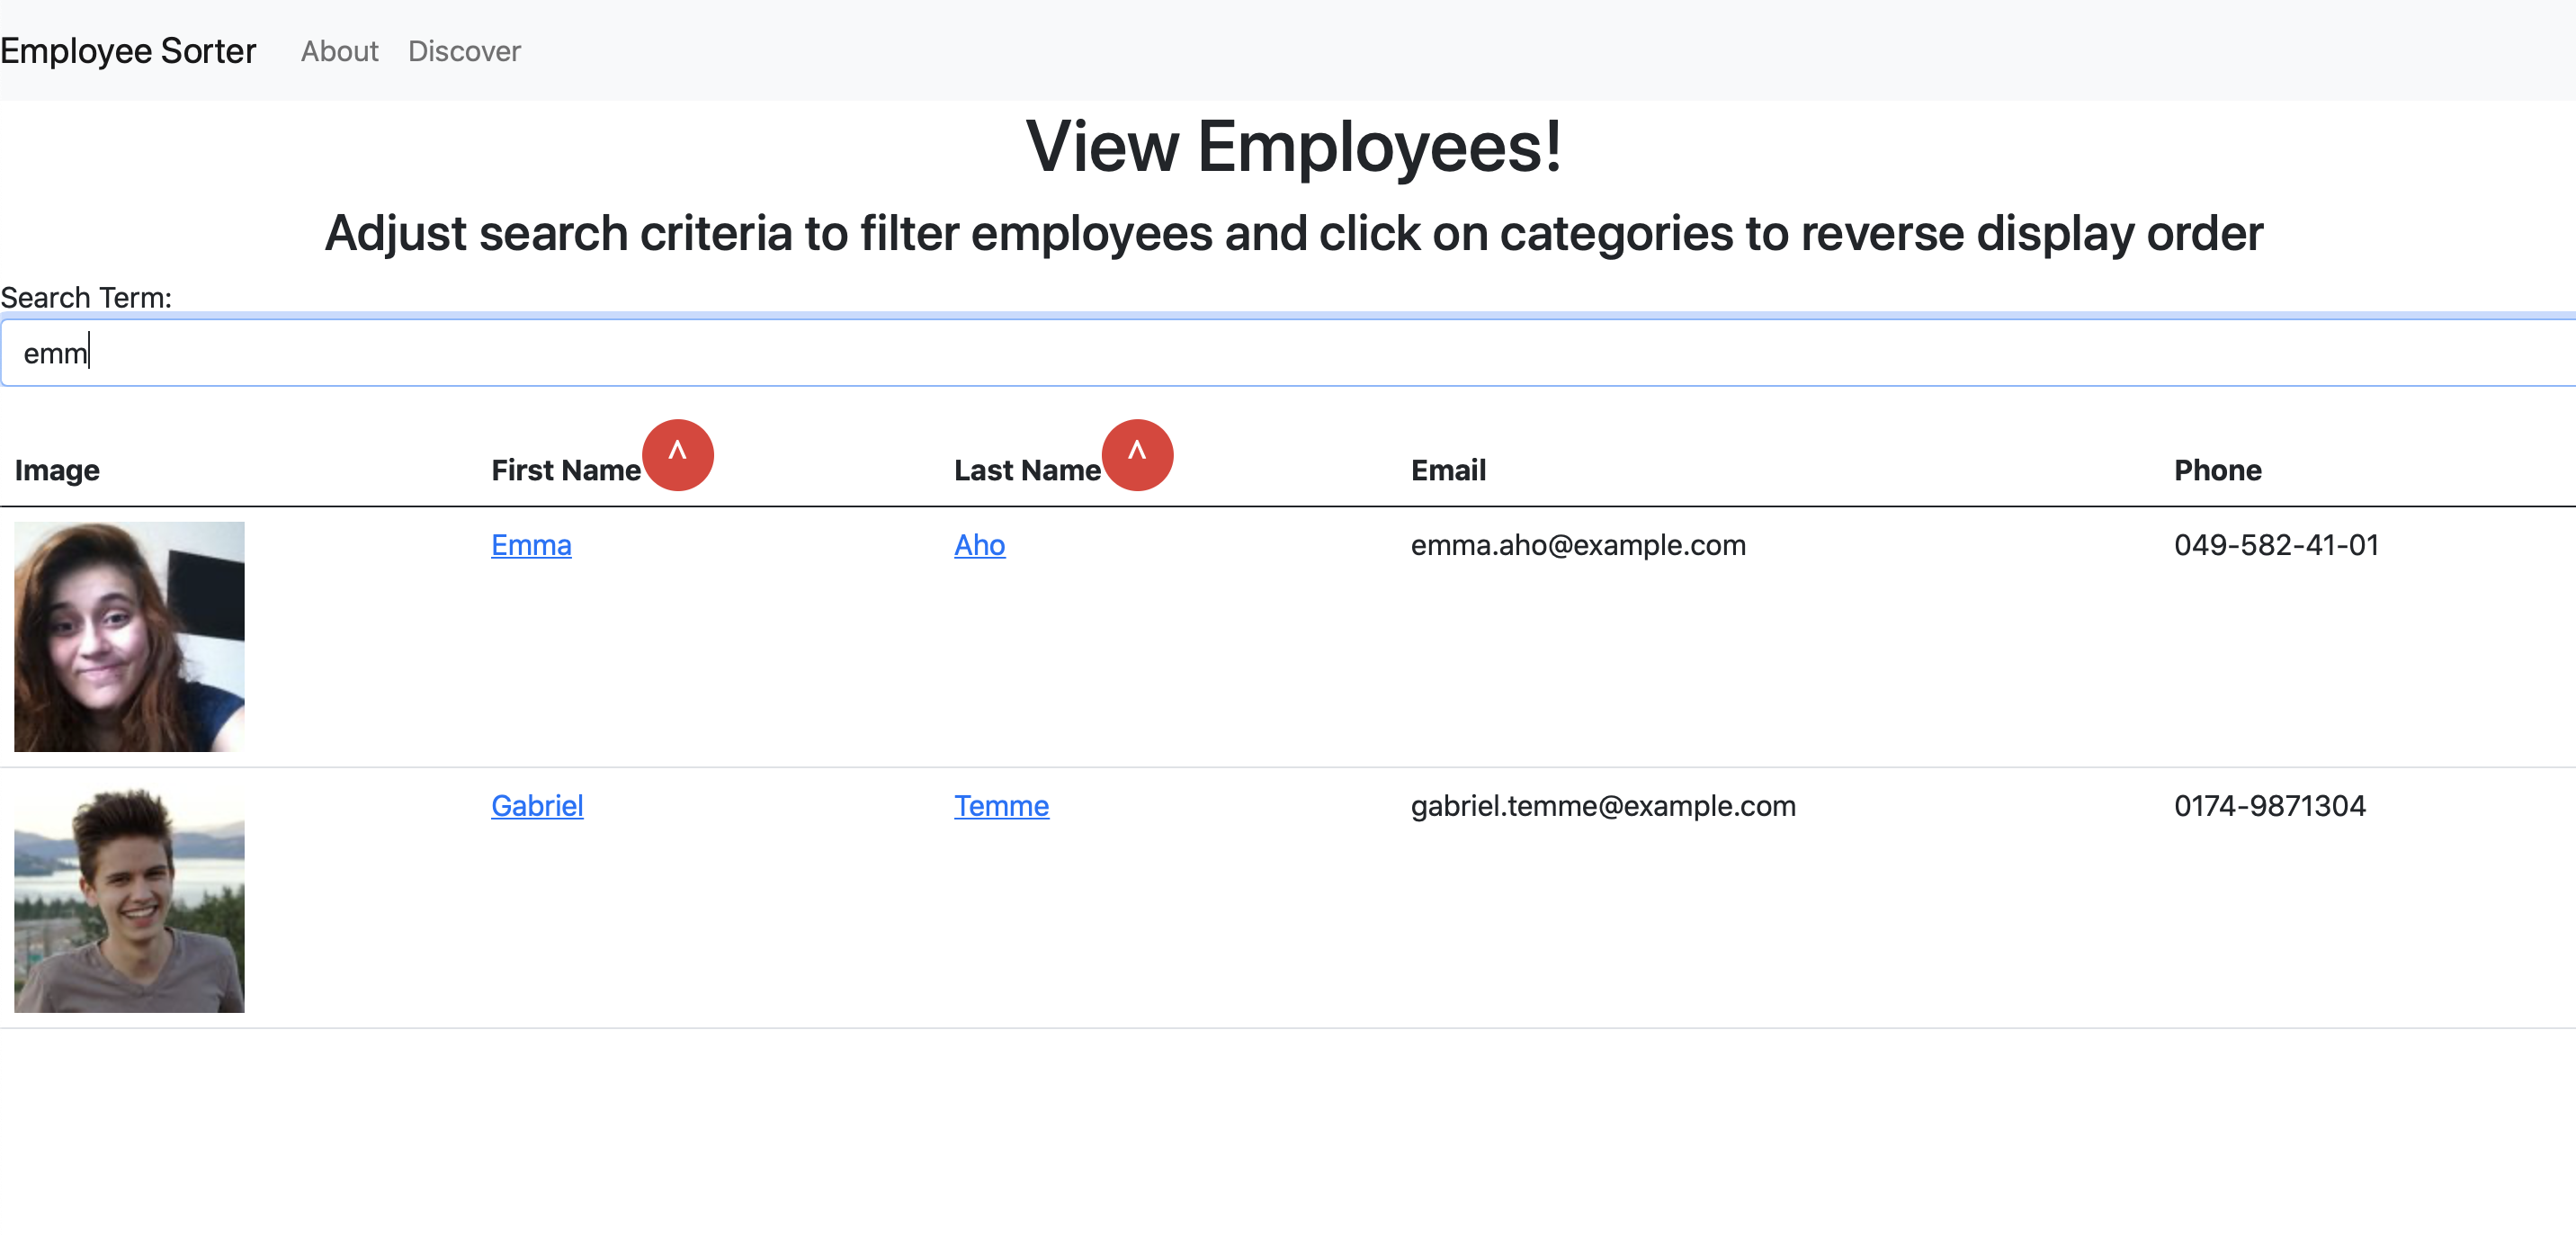 Employee Sorter About Discover
View Employees!
Adjust search criteria to filter employees and click on categories to reverse display order
Search Term:
emm
Image First Name ^ Last Name ^ Email Phone
Emma Aho emma.aho@example.com 049-582-41-01
Gabriel Temme gabriel.temme@example.com 0174-9871304